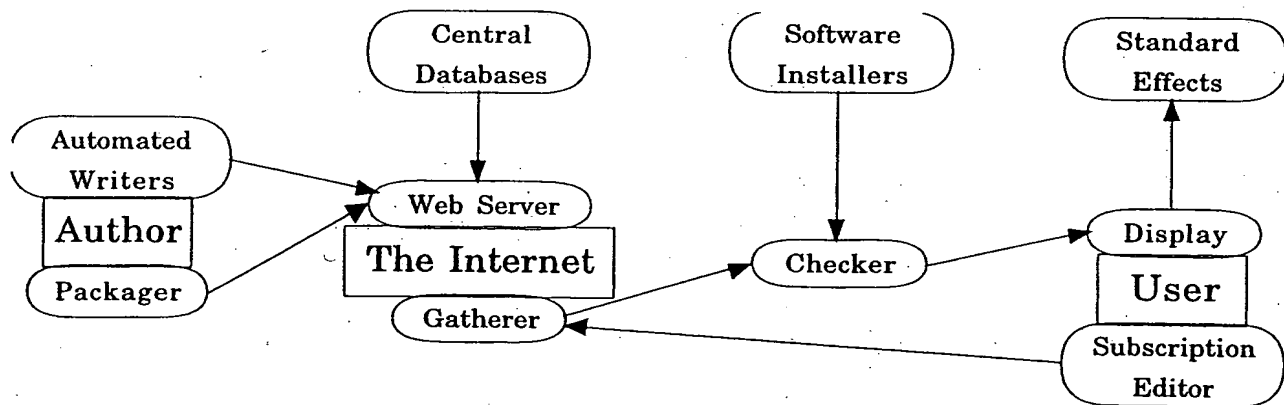 Central
Databases
Software
Installers
Standard
Effects
Automated
Writers
Web Server
Author
The Internet
Packager
Gatherer
Checker
Display
User
Subscription
Editor